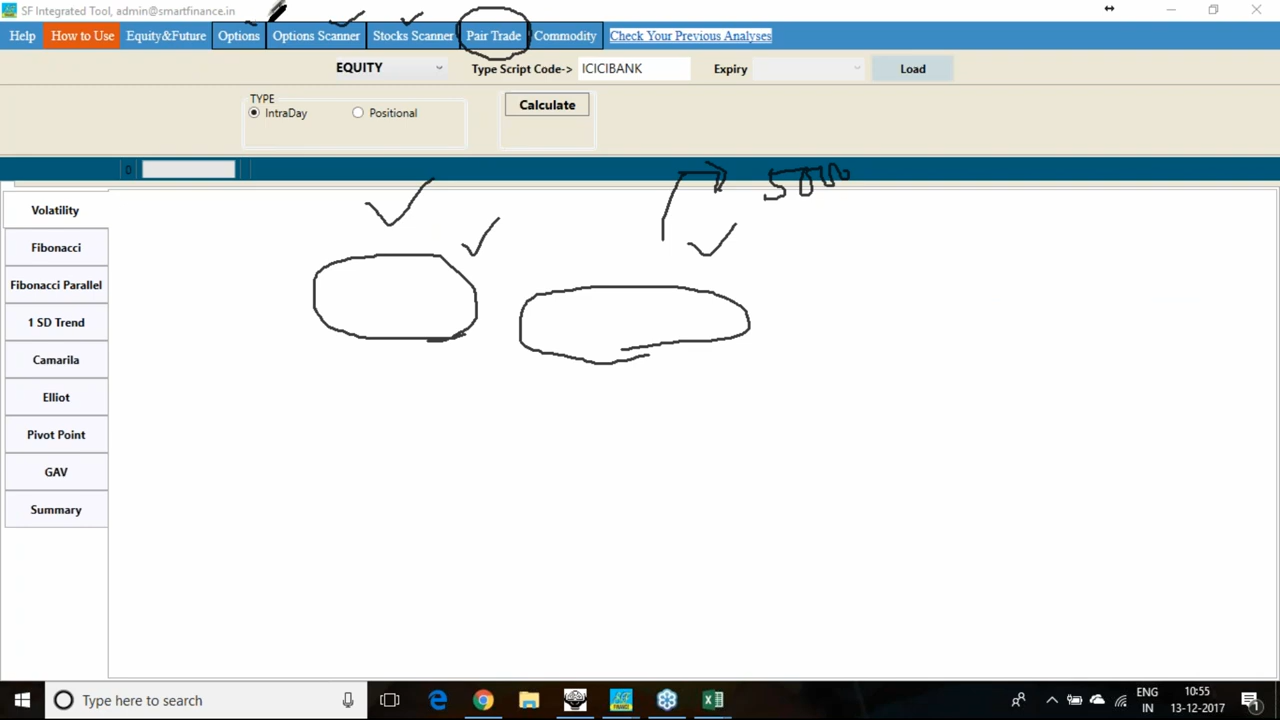 SF Integrated Tool, admin@smartfinance.in
Help How to Use Equity&Future Options Options Scanner Stocks Scanner Pair Trade Commodity Check Your Previous Analyses
EQUITY Type Script Code-> ICICIBANK Expiry Load
TYPE
IntraDay Positional Calculate
0
Volatility
Fibonacci
Fibonacci Parallel
1 SD Trend
Camarila
Elliot
Pivot Point
GAV
Summary
Type here to search
ENG
IN
10:55
13-12-2017
1